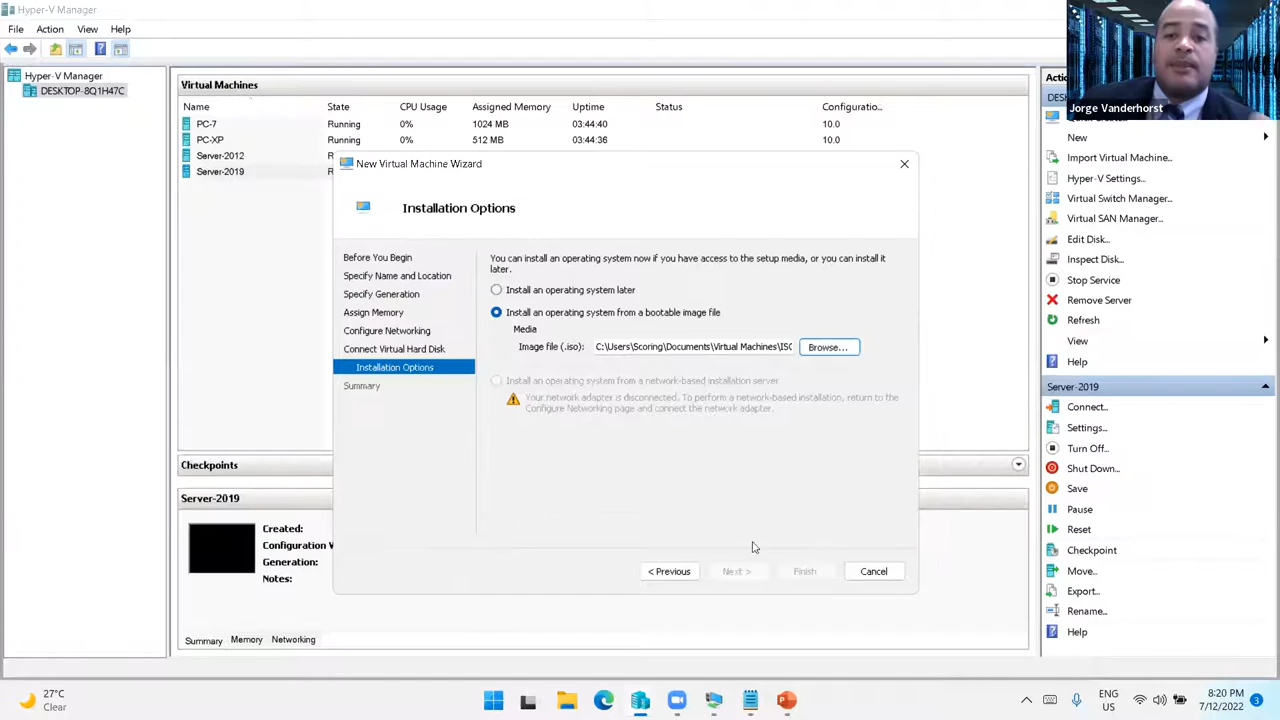 Hyper-V Manager
File Action View Help
Hyper-V Manager
DESKTOP-8Q1H47C
Virtual Machines
Name State CPU Usage Assigned Memory Uptime Status Configuratio...
PC-7 Running 0% 1024 MB 03:44:40 10.0
PC-XP Running 0% 512 MB 03:44:36 10.0
Server-2012
Server-2019
New Virtual Machine Wizard
Installation Options
Before You Begin
Specify Name and Location
Specify Generation
Assign Memory
Configure Networking
Connect Virtual Hard Disk
Installation Options
Summary
You can install an operating system now if you have access to the setup media, or you can install it
later.
Install an operating system later
Install an operating system from a bootable image file
Media
Image file (.iso): C:\Users\Scoring\Documents\Virtual Machines\ISO Browse...
Install an operating system from a network-based installation server
Your network adapter is disconnected. To perform a network-based installation, return to the
Configure Networking page and connect the network adapter.
< Previous Next > Finish Cancel
Checkpoints
Server-2019
Created:
Configuration
Generation:
Notes:
Summary Memory Networking
Jorge Vanderhorst
New
Import Virtual Machine...
Hyper-V Settings...
Virtual Switch Manager...
Virtual SAN Manager...
Edit Disk...
Inspect Disk...
Stop Service
Remove Server
Refresh
View
Help
Server-2019
Connect...
Settings...
Turn Off...
Shut Down...
Save
Pause
Reset
Checkpoint
Move...
Export...
Rename...
Help
27°C
Clear
ENG
US
8:20 PM
7/12/2022
3